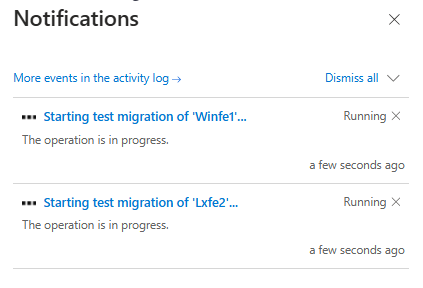 Notifications
More events in the activity log →
Dismiss all
Starting test migration of 'Winfe1'...
Running
The operation is in progress.
a few seconds ago
Starting test migration of 'Lxfe2'...
Running
The operation is in progress.
a few seconds ago